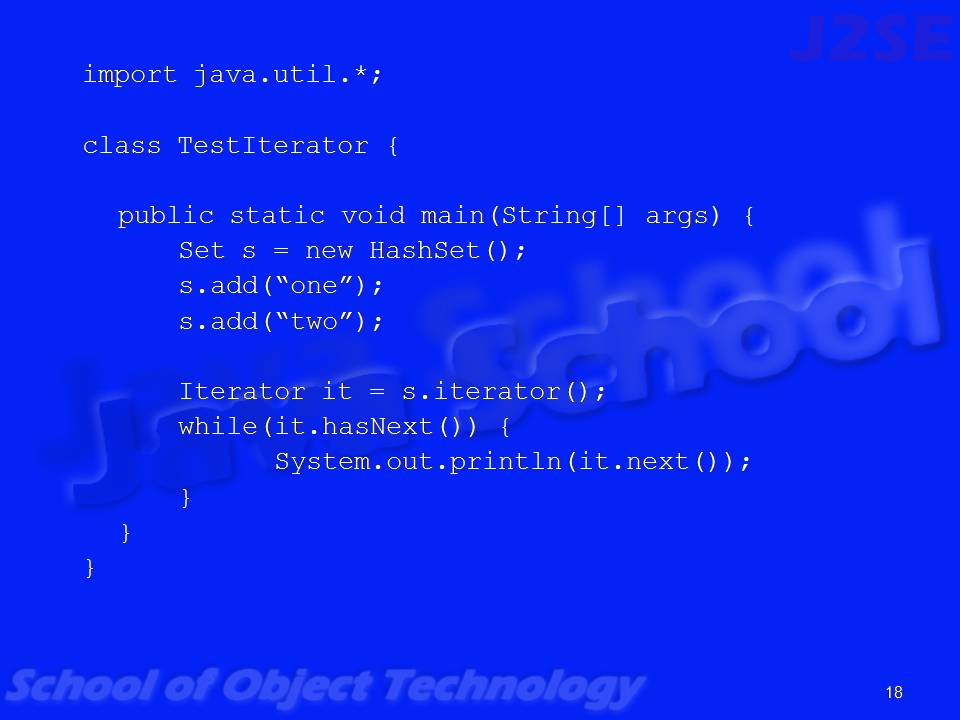 J2SE
import java.util.*;
class TestIterator {
public static void main(String[] args) {
Set s = new HashSet();
s.add(“one”);
s.add(“two”);
Iterator it = s.iterator();
while(it.hasNext()) {
System.out.println(it.next());
}
}
}
Java School
School of Object Technology
18